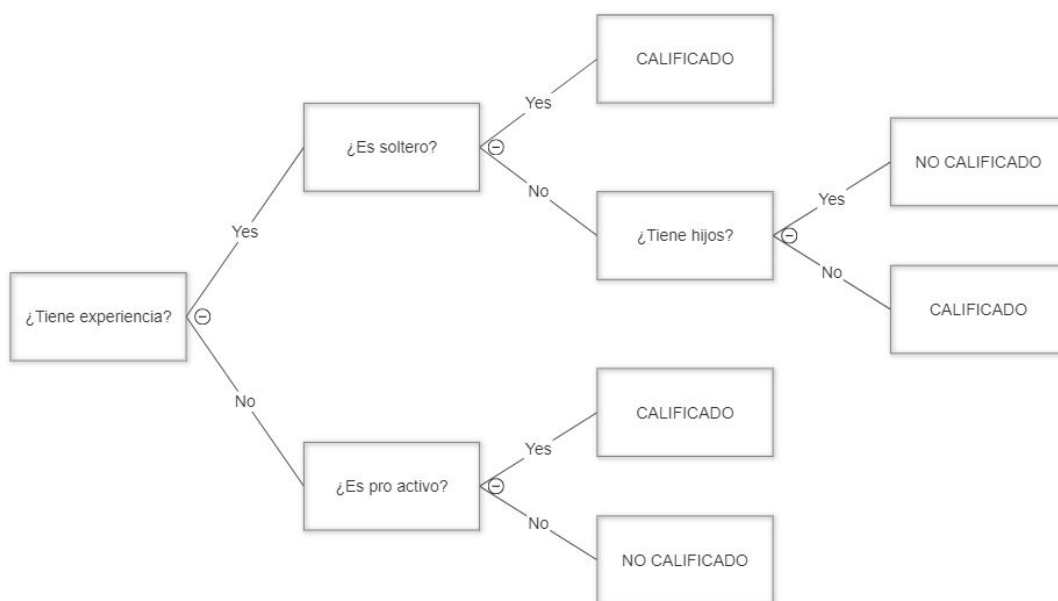 CALIFICADO
Yes
¿Es soltero?
No
NO CALIFICADO
Yes
¿Tiene hijos?
No
CALIFICADO
Yes
¿Tiene experiencia?
No
CALIFICADO
Yes
¿Es pro activo?
No
NO CALIFICADO